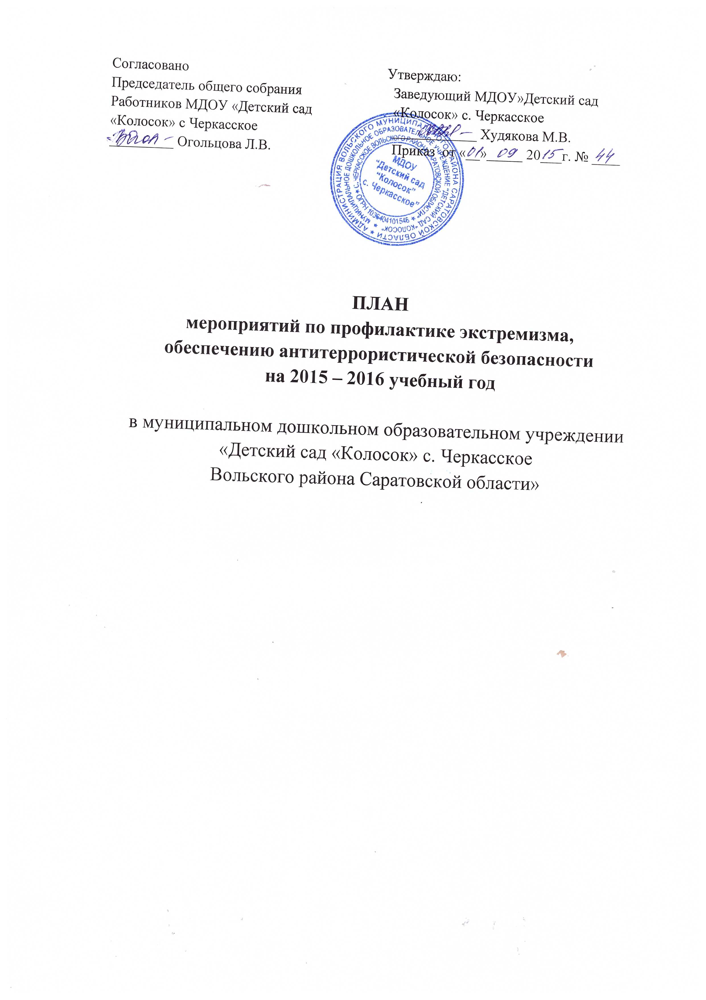 Согласовано
Председатель общего собрания
Работников МДОУ «Детский сад
«Колосок» с Черкасское
__________ Огольцова Л.В.
Утверждаю:
Заведующий МДОУ»Детский сад
«Колосок» с. Черкасское
____________ Худякова М.В.
Приказ от «01» 09 2015 г. № 44
АДМИНИСТРАЦИЯ ВОЛЬСКОГО МУНИЦИПАЛЬНОГО РАЙОНА САРАТОВСКОЙ ОБЛАСТИ ★
МУНИЦИПАЛЬНОЕ ДОШКОЛЬНОЕ ОБРАЗОВАТЕЛЬНОЕ УЧРЕЖДЕНИЕ "ДЕТСКИЙ САД "КОЛОСОК" ★
С. ЧЕРКАССКОЕ ВОЛЬСКОГО РАЙОНА САРАТОВСКОЙ ОБЛАСТИ" ★ ОГРН 1036404101546 ★
МДОУ
"Детский сад
"Колосок"
с. Черкасское"
ПЛАН
мероприятий по профилактике экстремизма,
обеспечению антитеррористической безопасности
на 2015 – 2016 учебный год
в муниципальном дошкольном образовательном учреждении
«Детский сад «Колосок» с. Черкасское
Вольского района Саратовской области»